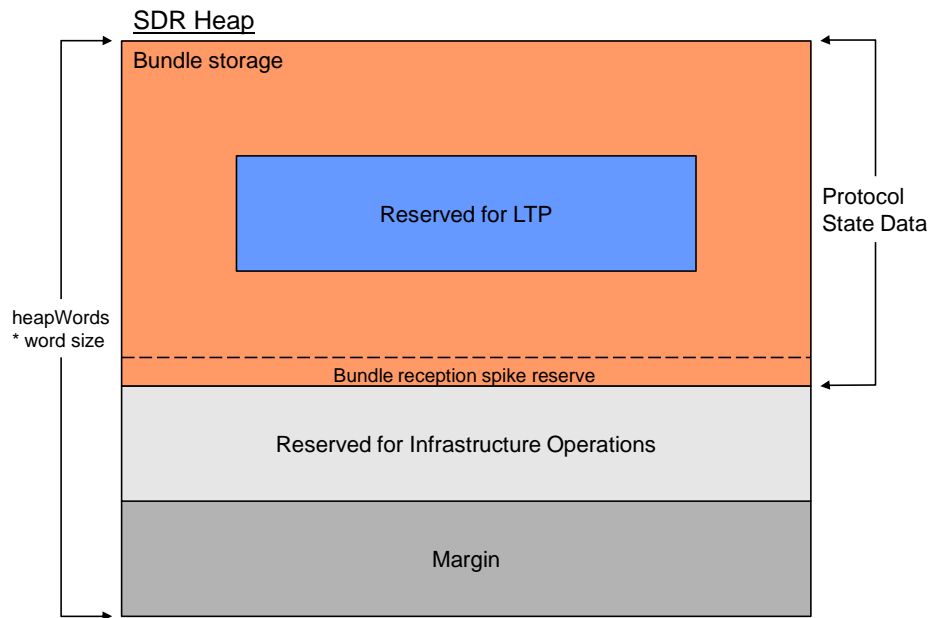 SDR Heap
Bundle storage
Reserved for LTP
Protocol
State Data
heapWords
* word size
Bundle reception spike reserve
Reserved for Infrastructure Operations
Margin